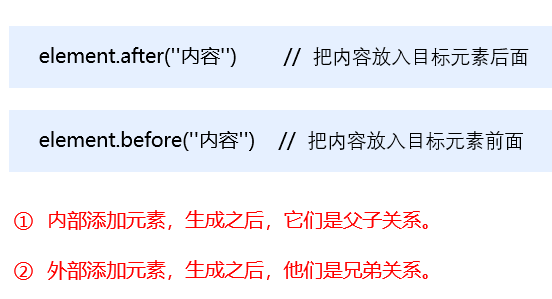 element.after(''内容'') // 把内容放入目标元素后面
element.before(''内容'') // 把内容放入目标元素前面
① 内部添加元素，生成之后，它们是父子关系。
② 外部添加元素，生成之后，他们是兄弟关系。